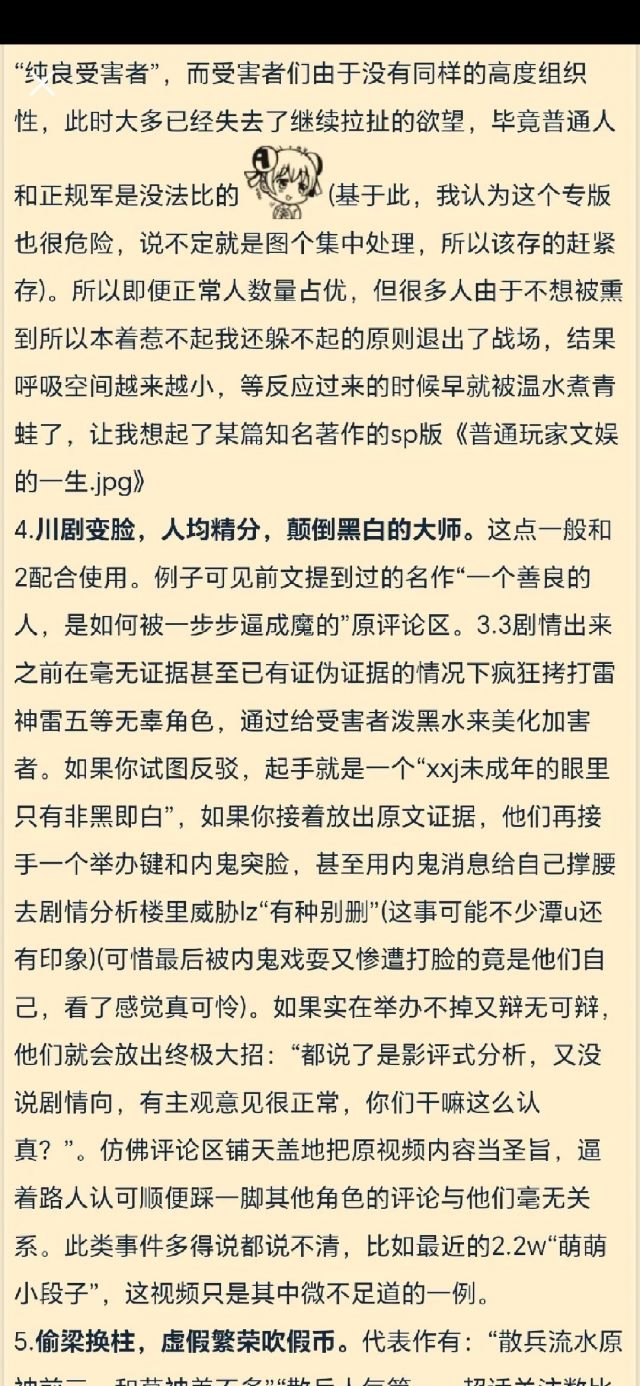 “纯良受害者”，而受害者们由于没有同样的高度组织
性，此时大多已经失去了继续拉扯的欲望，毕竟普通人
和正规军是没法比的(基于此，我认为这个专版
也很危险，说不定就是图个集中处理，所以该存的赶紧
存)。所以即便正常人数量占优，但很多人由于不想被熏
到所以本着惹不起我还躲不起的原则退出了战场，结果
呼吸空间越来越小，等反应过来的时候早就被温水煮青
蛙了，让我想起了某篇知名著作的sp版《普通玩家文娱
的一生.jpg》
4.川剧变脸，人均精分，颠倒黑白的大师。这点一般和
2配合使用。例子可见前文提到过的名作“一个善良的
人，是如何被一步步逼成魔的”原评论区。3.3剧情出来
之前在毫无证据甚至已有证伪证据的情况下疯狂拷打雷
神雷五等无辜角色，通过给受害者泼黑水来美化加害
者。如果你试图反驳，起手就是一个“xxj未成年的眼里
只有非黑即白”，如果你接着放出原文证据，他们再接
手一个举办键和内鬼突脸，甚至用内鬼消息给自己撑腰
去剧情分析楼里威胁lz“有种别删”(这事可能不少潭u还
有印象)(可惜最后被内鬼戏耍又惨遭打脸的竟是他们自
己，看了感觉真可怜)。如果实在举办不掉又辩无可辩，
他们就会放出终极大招：“都说了是影评式分析，又没
说剧情向，有主观意见很正常，你们干嘛这么认
真？”。仿佛评论区铺天盖地把原视频内容当圣旨，逼
着路人认可顺便踩一脚其他角色的评论与他们毫无关
系。此类事件多得说都说不清，比如最近的2.2w“萌萌
小段子”，这视频只是其中微不足道的一例。
5.偷梁换柱，虚假繁荣吹假币。代表作有：“散兵流水原